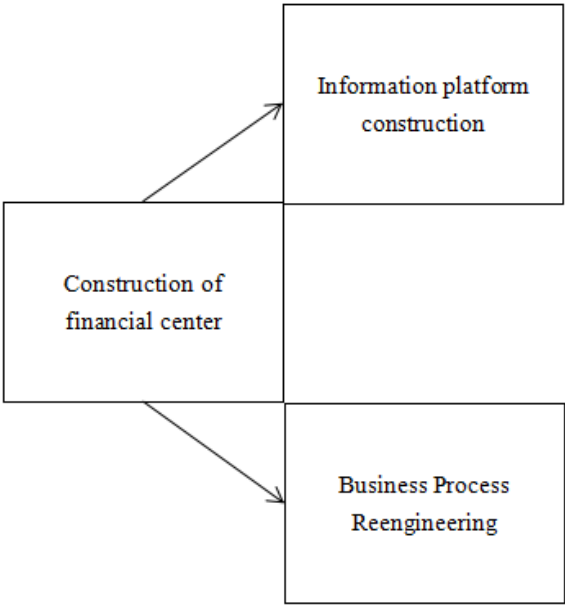 Information platform
construction
Construction of
financial center
Business Process
Reengineering